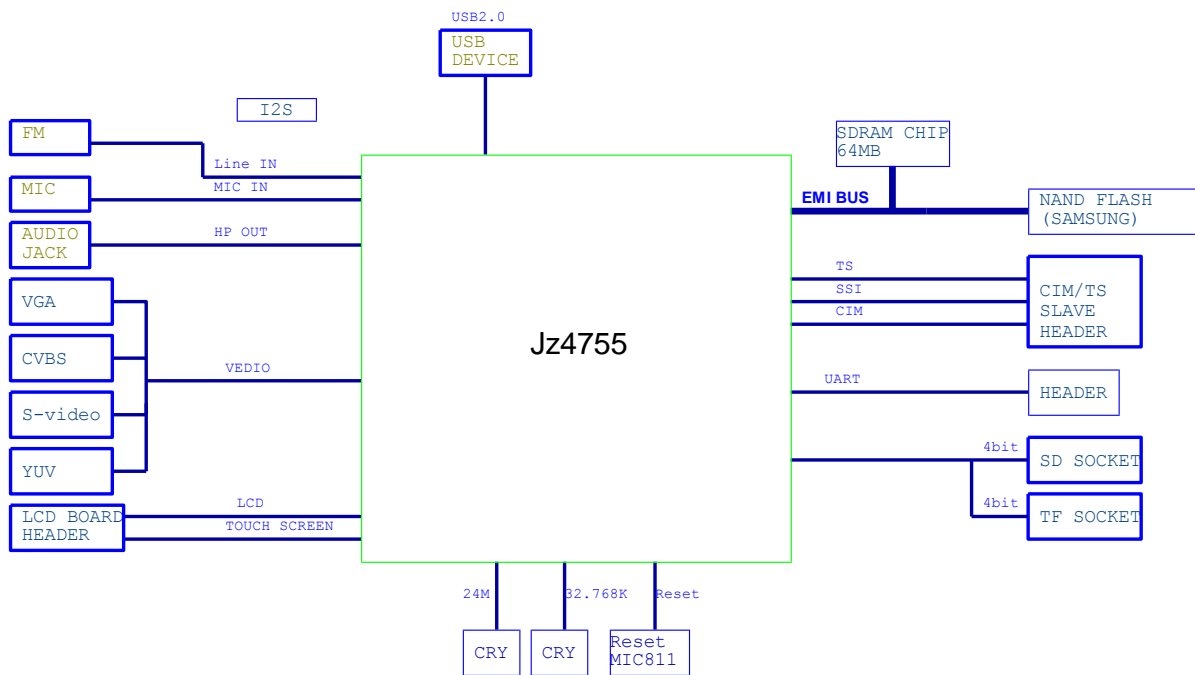 USB2.0
USB
DEVICE
I2S
FM
Line IN
MIC
MIC IN
AUDIO
JACK
HP OUT
VGA
CVBS
VEDIO
S-video
YUV
LCD BOARD
HEADER
LCD
TOUCH SCREEN
Jz4755
SDRAM CHIP
64MB
EMI BUS
NAND FLASH
(SAMSUNG)
TS
SSI
CIM
CIM/TS
SLAVE
HEADER
UART
HEADER
4bit
SD SOCKET
4bit
TF SOCKET
24M
32.768K
Reset
CRY
CRY
Reset
MIC811